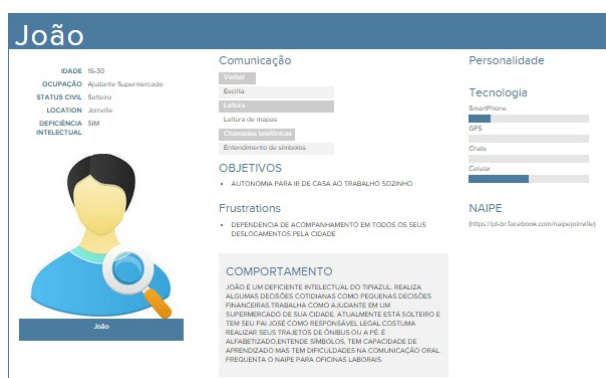 João
IDADE 15-30
OCUPAÇÃO Ajudante Supermercado
STATUS CIVIL Solteiro
LOCATION Joinville
DEFICIÊNCIA INTELECTUAL SIM
João
Comunicação
Verbal
Escrita
Leitura
Leitura de mapas
Chamadas telefônicas
Entendimento de símbolos
OBJETIVOS
• AUTONOMIA PARA IR DE CASA AO TRABALHO SOZINHO
Frustrations
• DEPENDENCIA DE ACOMPANHAMENTO EM TODOS OS SEUS
DESLOCAMENTOS PELA CIDADE
COMPORTAMENTO
JOÃO É UM DEFICIENTE INTELECTUAL DO TIPIAZUL. REALIZA
ALGUMAS DECISÕES COTIDIANAS COMO PEQUENAS DECISÕES
FINANCEIRAS.TRABALHA COMO AJUDANTE EM UM
SUPERMERCADO DE SUA CIDADE. ATUALMENTE ESTÁ SOLTEIRO E
TEM SEU PAI JOSE COMO RESPONSÁVEL LEGAL.COSTUMA
REALIZAR SEUS TRAJETOS DE ÔNIBUS OU A PÉ. É
ALFABETIZADO,ENTENDE SÍMBOLOS, TEM CAPACIDADE DE
APRENDIZADO MAS TEM DIFICULDADES NA COMUNICAÇÃO ORAL.
FREQUENTA O NAIPE PARA OFICINAS LABORAIS.
Personalidade
Tecnologia
SmartPhone
GPS
Chats
Celular
NAIPE
(https://pt-br.facebook.com/naipejoinville)